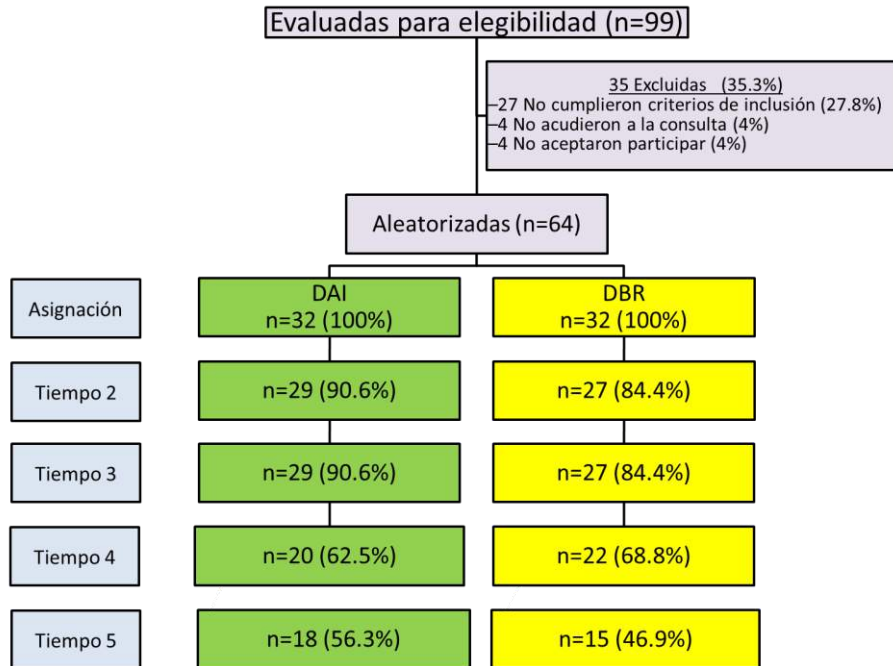 Evaluadas para elegibilidad (n=99)
35 Excluidas (35.3%)
–27 No cumplieron criterios de inclusión (27.8%)
–4 No acudieron a la consulta (4%)
–4 No aceptaron participar (4%)
Aleatorizadas (n=64)
Asignación
DAI
n=32 (100%)
DBR
n=32 (100%)
Tiempo 2
n=29 (90.6%)
n=27 (84.4%)
Tiempo 3
n=29 (90.6%)
n=27 (84.4%)
Tiempo 4
n=20 (62.5%)
n=22 (68.8%)
Tiempo 5
n=18 (56.3%)
n=15 (46.9%)